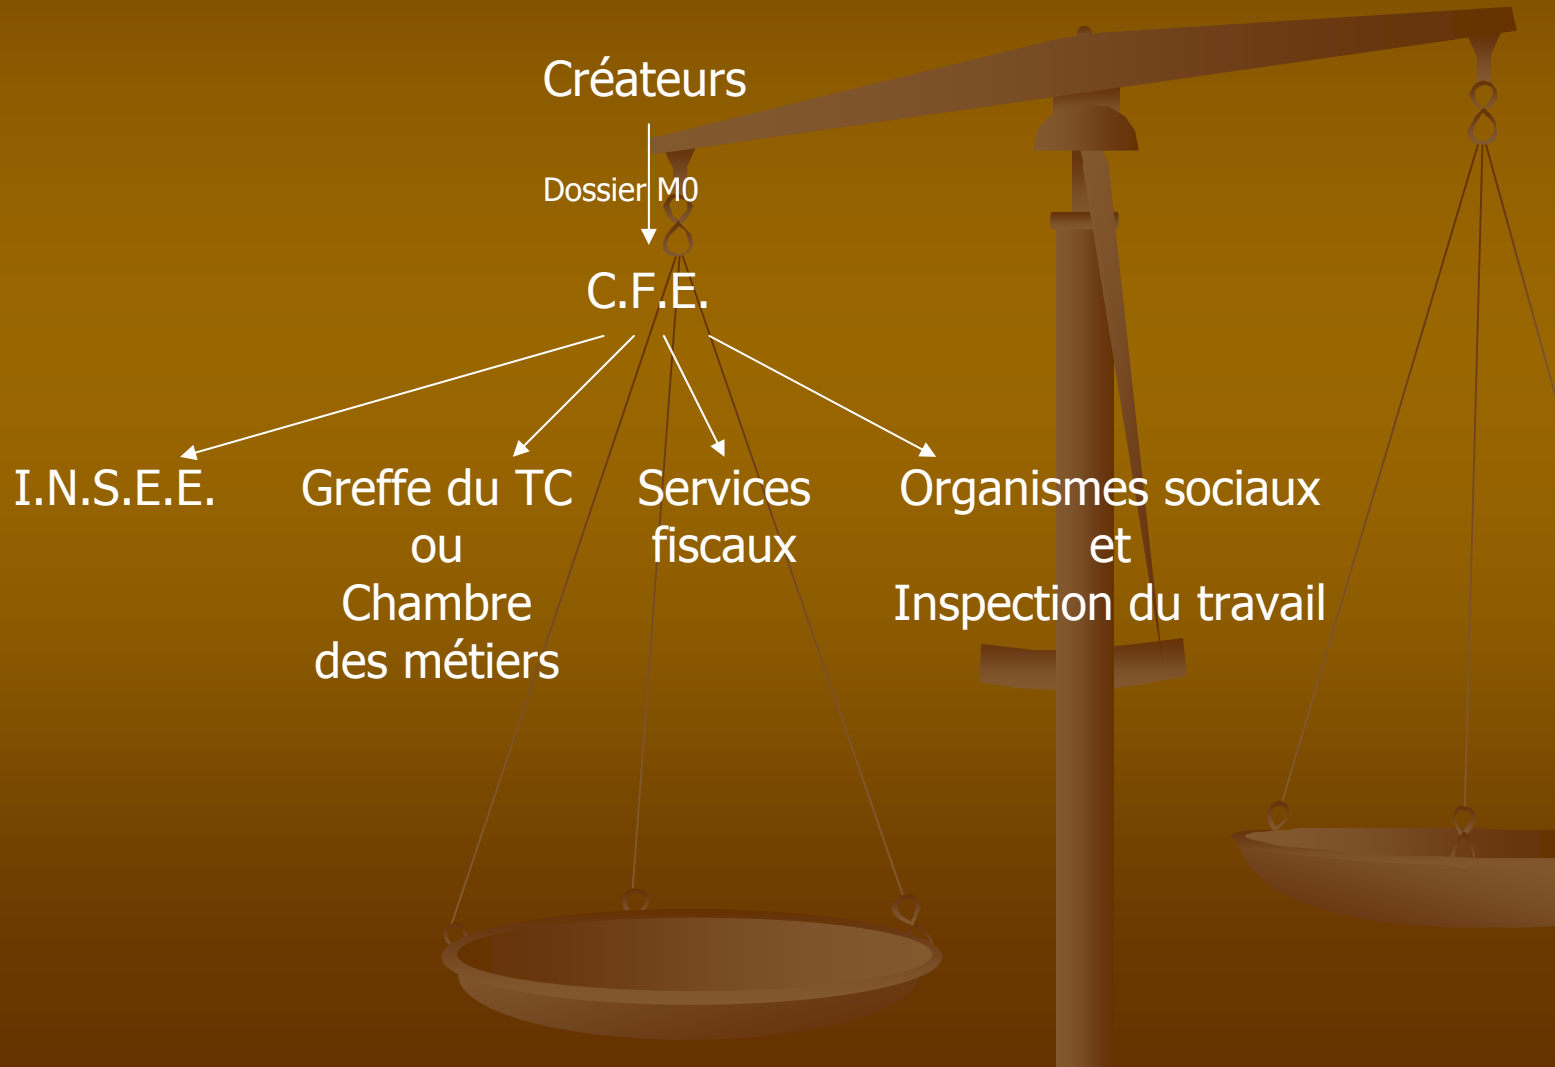 Créateurs
Dossier M0
C.F.E.
I.N.S.E.E.
Greffe du TC
ou
Chambre
des métiers
Services
fiscaux
Organismes sociaux
et
Inspection du travail